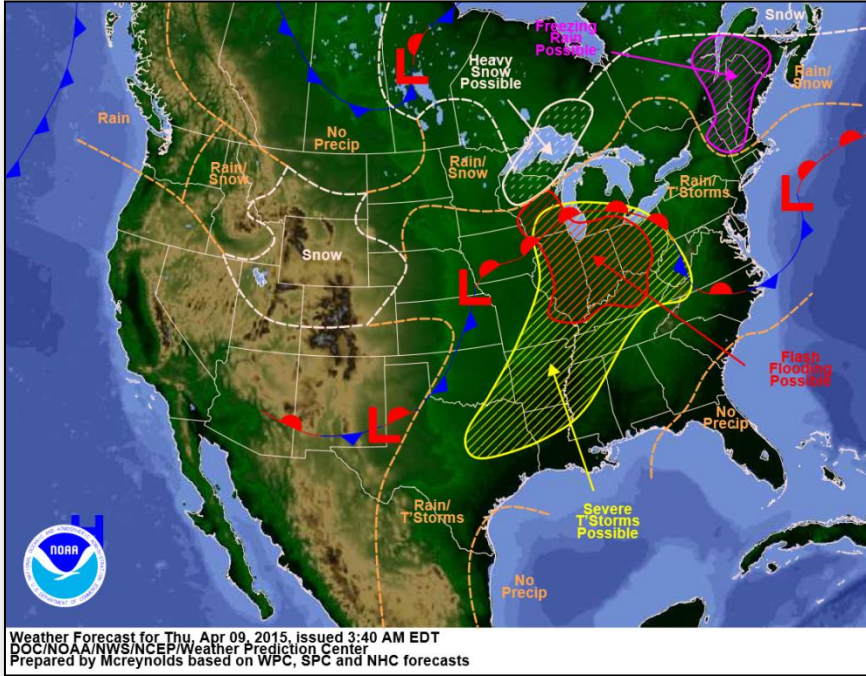 Freezing
Rain
Possible
Snow
Heavy
Snow
Possible
Rain/
Snow
Rain
No
Precip
L
Rain/
Snow
Rain/
Snow
Rain/
T'Storms
L
Snow
L
Flash
Flooding
Possible
L
No
Precip
Rain/
T'Storms
Severe
T'Storms
Possible
H
NOAA
No
Precip
Weather Forecast for Thu, Apr 09, 2015, issued 3:40 AM EDT
DOC/NOAA/NWS/NCEP/Weather Prediction Center
Prepared by Mcreynolds based on WPC, SPC and NHC forecasts